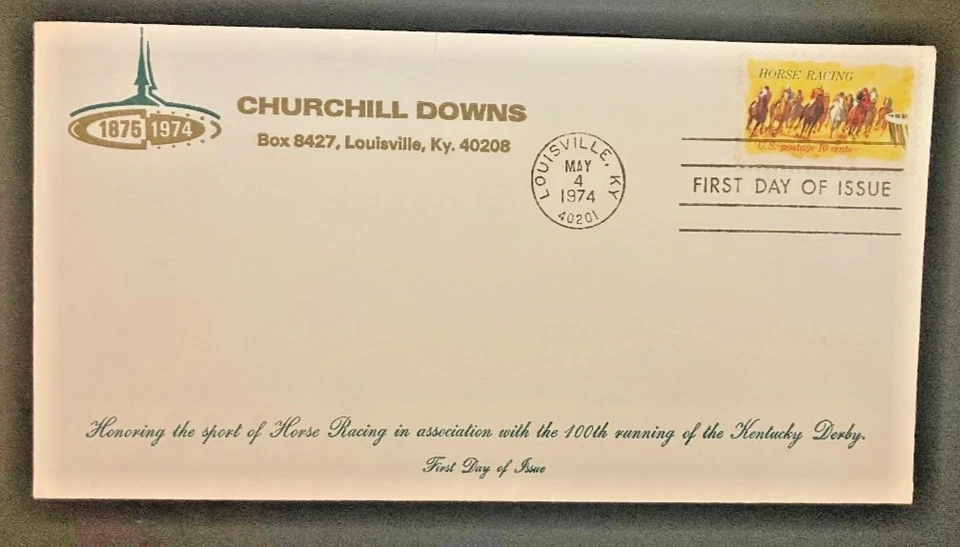 1875 1974
CHURCHILL DOWNS
Box 8427, Louisville, Ky. 40208
LOUISVILLE, KY
MAY
4
1974
40201
HORSE RACING
U.S. postage 10 cents
FIRST DAY OF ISSUE
Honoring the sport of Horse Racing in association with the 100th running of the Kentucky Derby.
First Day of Issue